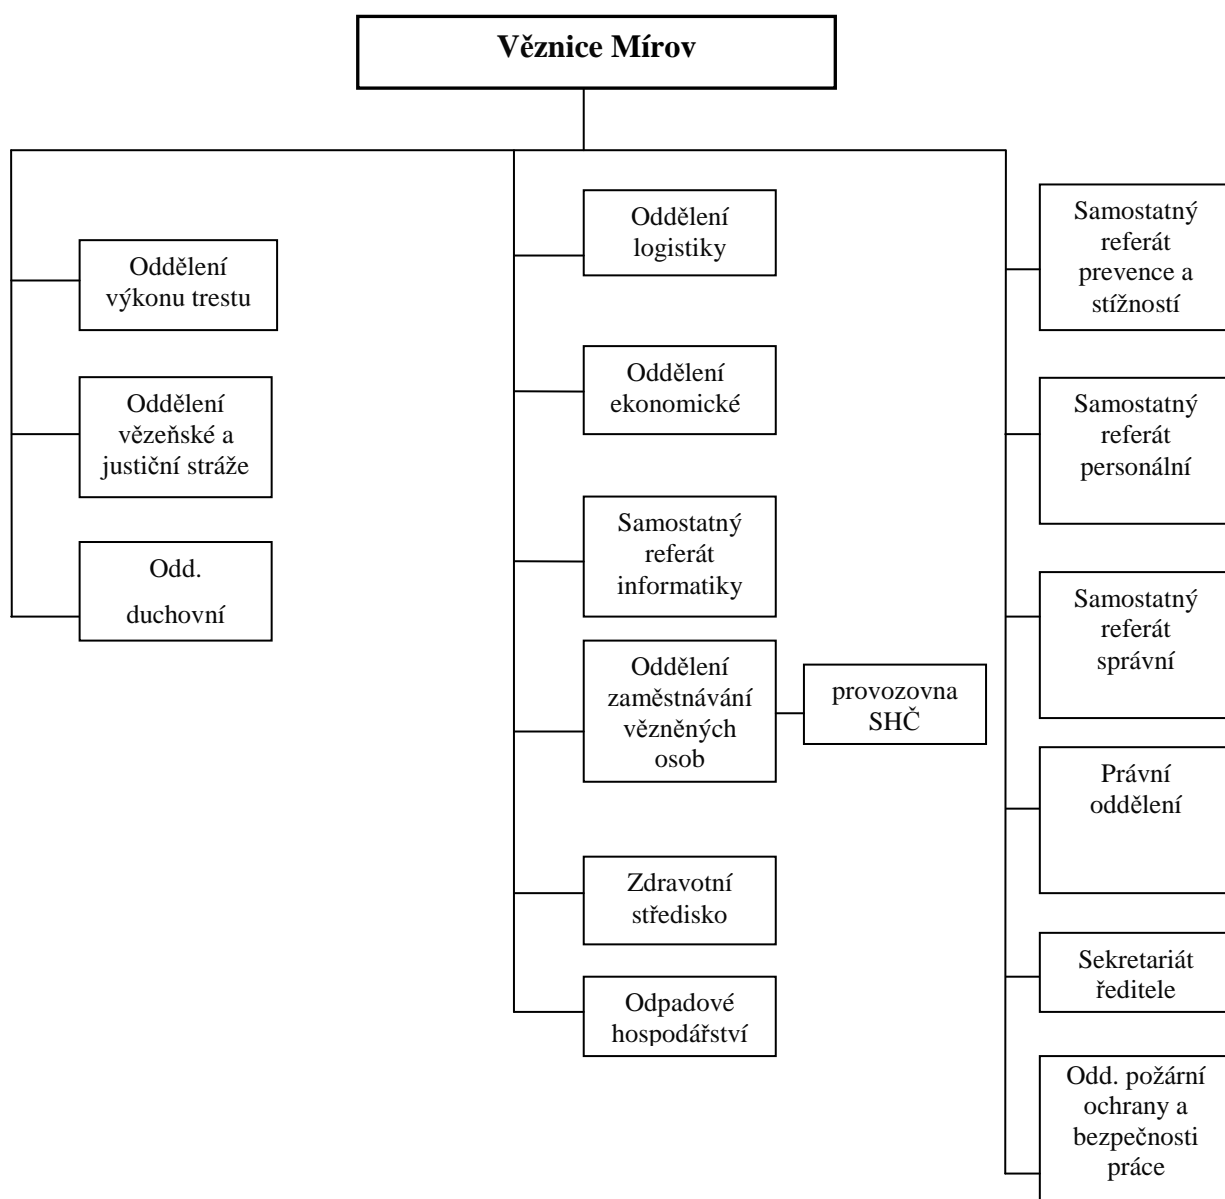 Věznice Mírov
Oddělení
výkonu trestu
Oddělení
vězeňské a
justiční stráže
Odd.
duchovní
Oddělení
logistiky
Oddělení
ekonomické
Samostatný
referát
informatiky
Oddělení
zaměstnávání
vězněných
osob
provozovna
SHČ
Zdravotní
středisko
Odpadové
hospodářství
Samostatný
referát
prevence a
stížností
Samostatný
referát
personální
Samostatný
referát
správní
Právní
oddělení
Sekretariát
ředitele
Odd. požární
ochrany a
bezpečnosti
práce